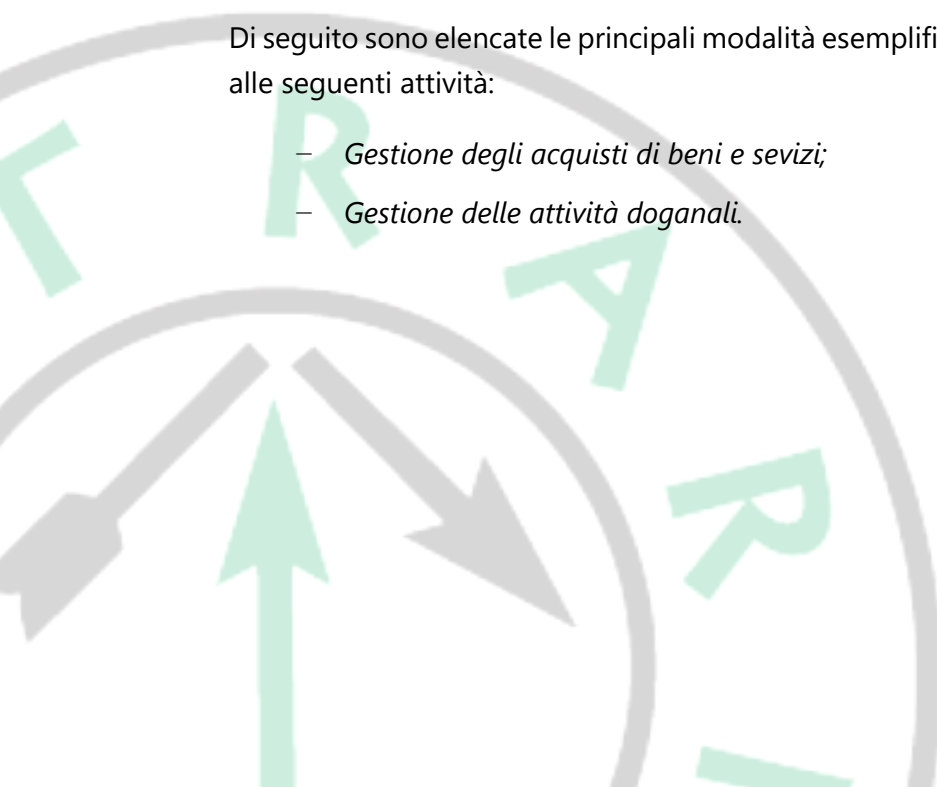 Di seguito sono elencate le principali modalità esemplifi
alle seguenti attività:
– Gestione degli acquisti di beni e sevizi;
– Gestione delle attività doganali.
T R A R I